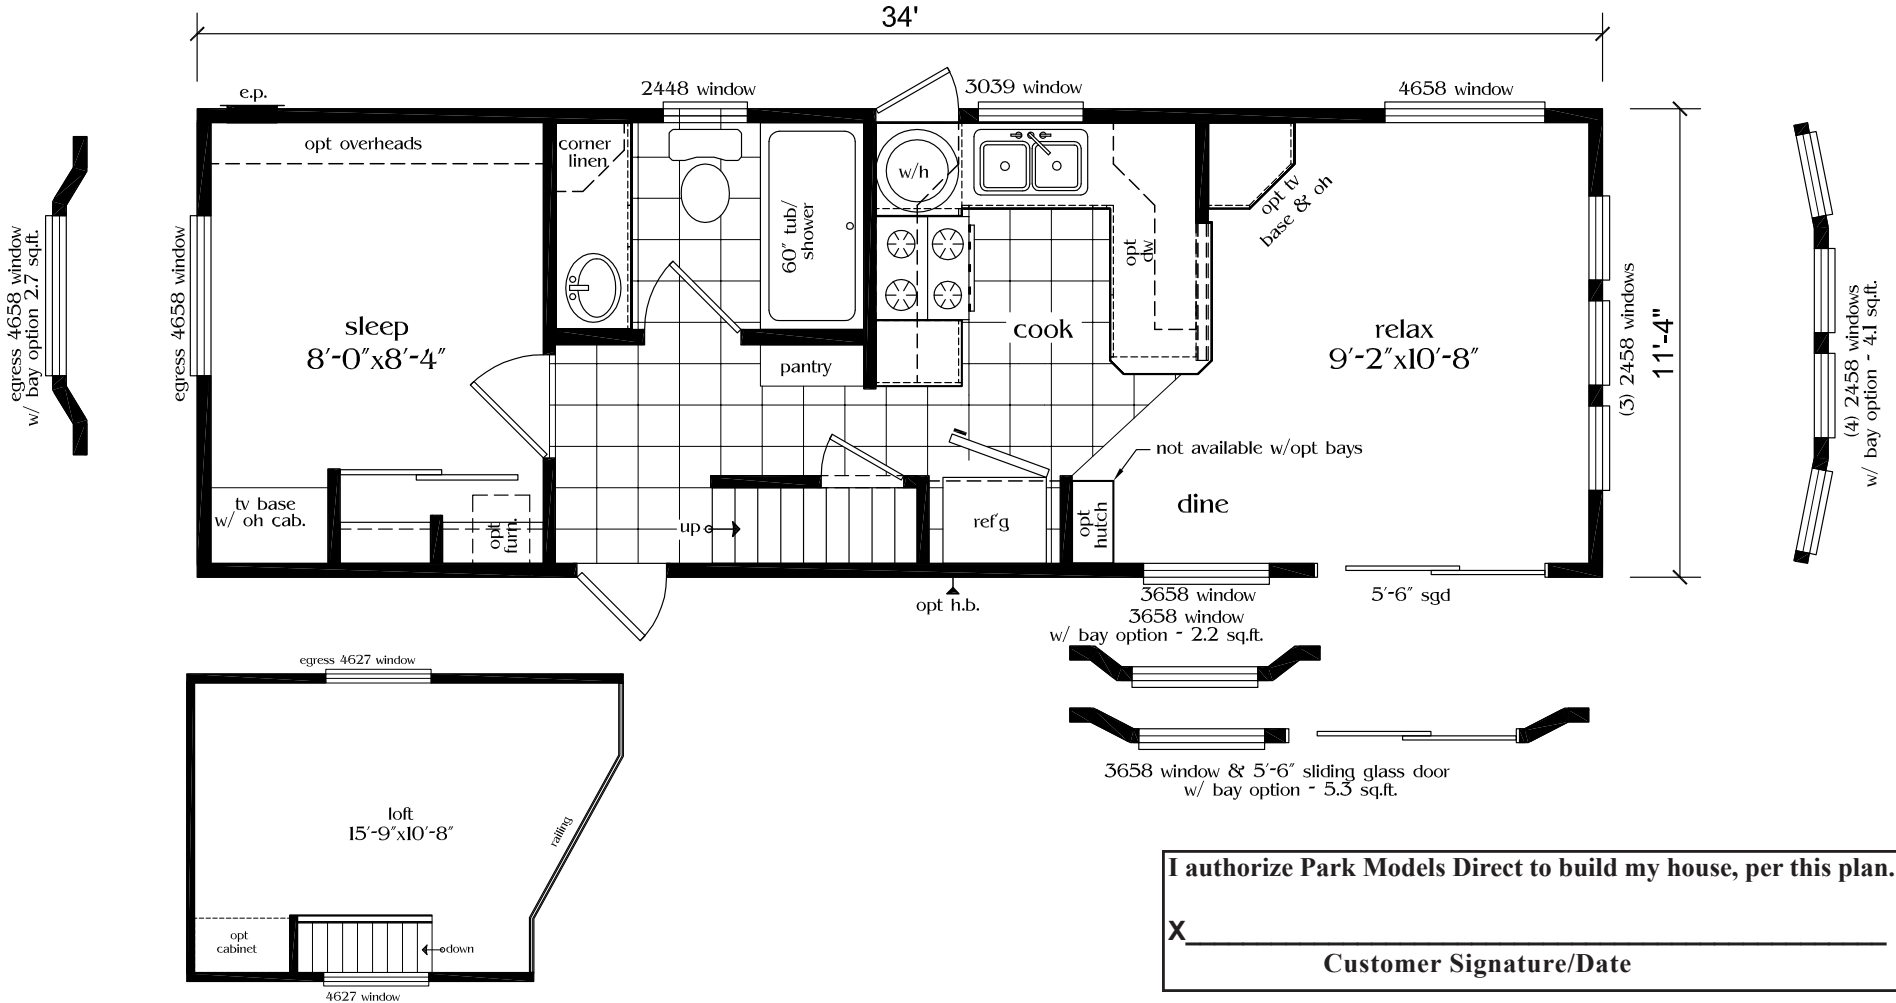 34'
e.p.
2448 window
3039 window
4658 window
opt overheads
corner
linen
w/h
60" tub/
shower
opt tv
base & oh
opt
dw
egress 4658 window
w/ bay option 2.7 sq.ft.
egress 4658 window
sleep
8'-0"x8'-4"
cook
relax
9'-2"x10'-8"
(3) 2458 windows
11'-4"
(4) 2458 windows
w/ bay option - 4.1 sq.ft.
pantry
not available w/opt bays
tv base
w/ oh cab.
opt
furn.
up
ref'g
opt
hutch
dine
opt h.b.
3658 window
3658 window
w/ bay option - 2.2 sq.ft.
5'-6" sgd
egress 4627 window
3658 window & 5'-6" sliding glass door
w/ bay option - 5.3 sq.ft.
loft
15'-9"x10'-8"
railing
opt
cabinet
down
4627 window
I authorize Park Models Direct to build my house, per this plan.
X
Customer Signature/Date